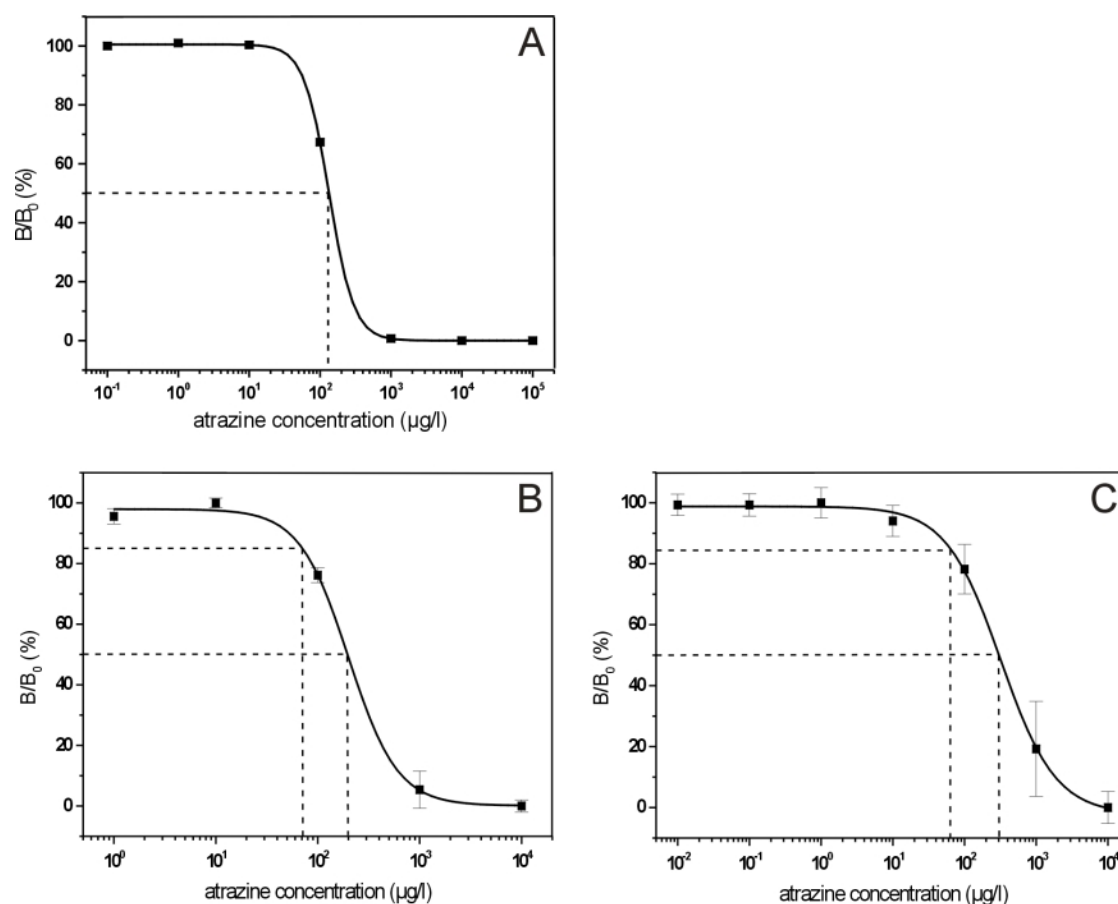 A
100
80
60
40
20
0
B/B₀ (%)
10⁻¹ 10⁰ 10¹ 10² 10³ 10⁴ 10⁵
atrazine concentration (µg/l)
B
100
80
60
40
20
0
B/B₀ (%)
10⁰ 10¹ 10² 10³ 10⁴
atrazine concentration (µg/l)
C
100
80
60
40
20
0
B/B₀ (%)
10⁻² 10⁻¹ 10⁰ 10¹ 10² 10³ 10⁴
atrazine concentration (µg/l)